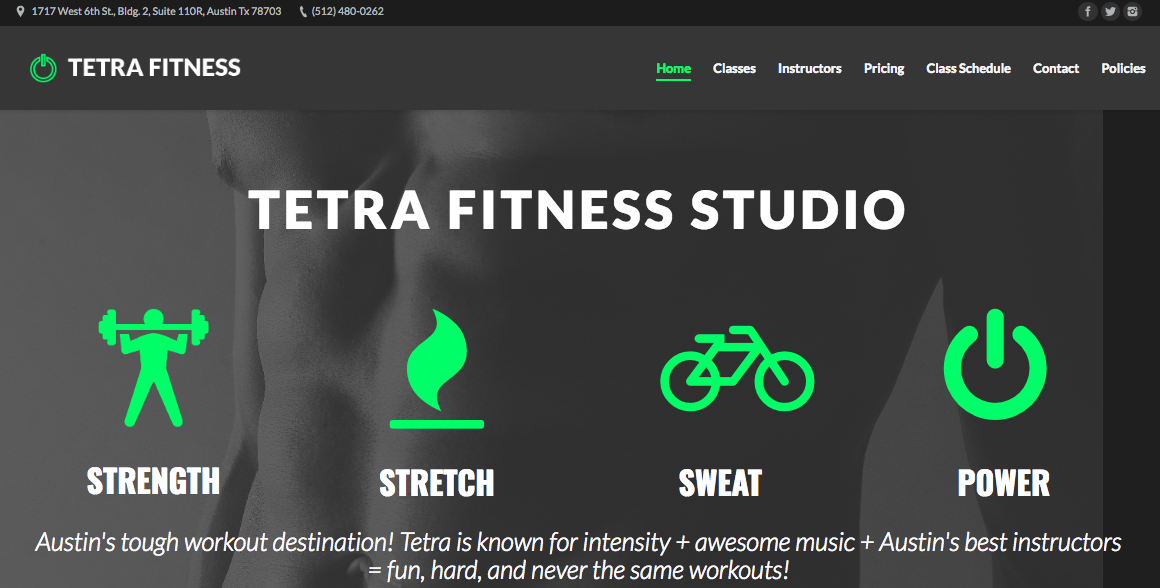 1717 West 6th St., Bldg. 2, Suite 110R, Austin Tx 78703 (512) 480-0262
TETRA FITNESS
Home Classes Instructors Pricing Class Schedule Contact Policies
TETRA FITNESS STUDIO
STRENGTH STRETCH SWEAT POWER
Austin's tough workout destination! Tetra is known for intensity + awesome music + Austin's best instructors
= fun, hard, and never the same workouts!